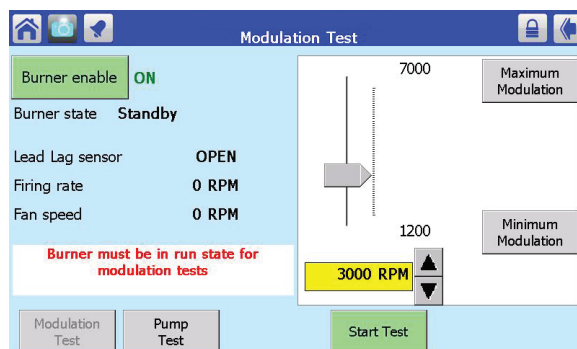 Modulation Test
Burner enable ON
Burner state Standby
Lead Lag sensor OPEN
Firing rate 0 RPM
Fan speed 0 RPM
Burner must be in run state for
modulation tests
7000
1200
3000 RPM
Maximum
Modulation
Minimum
Modulation
Modulation
Test
Pump
Test
Start Test